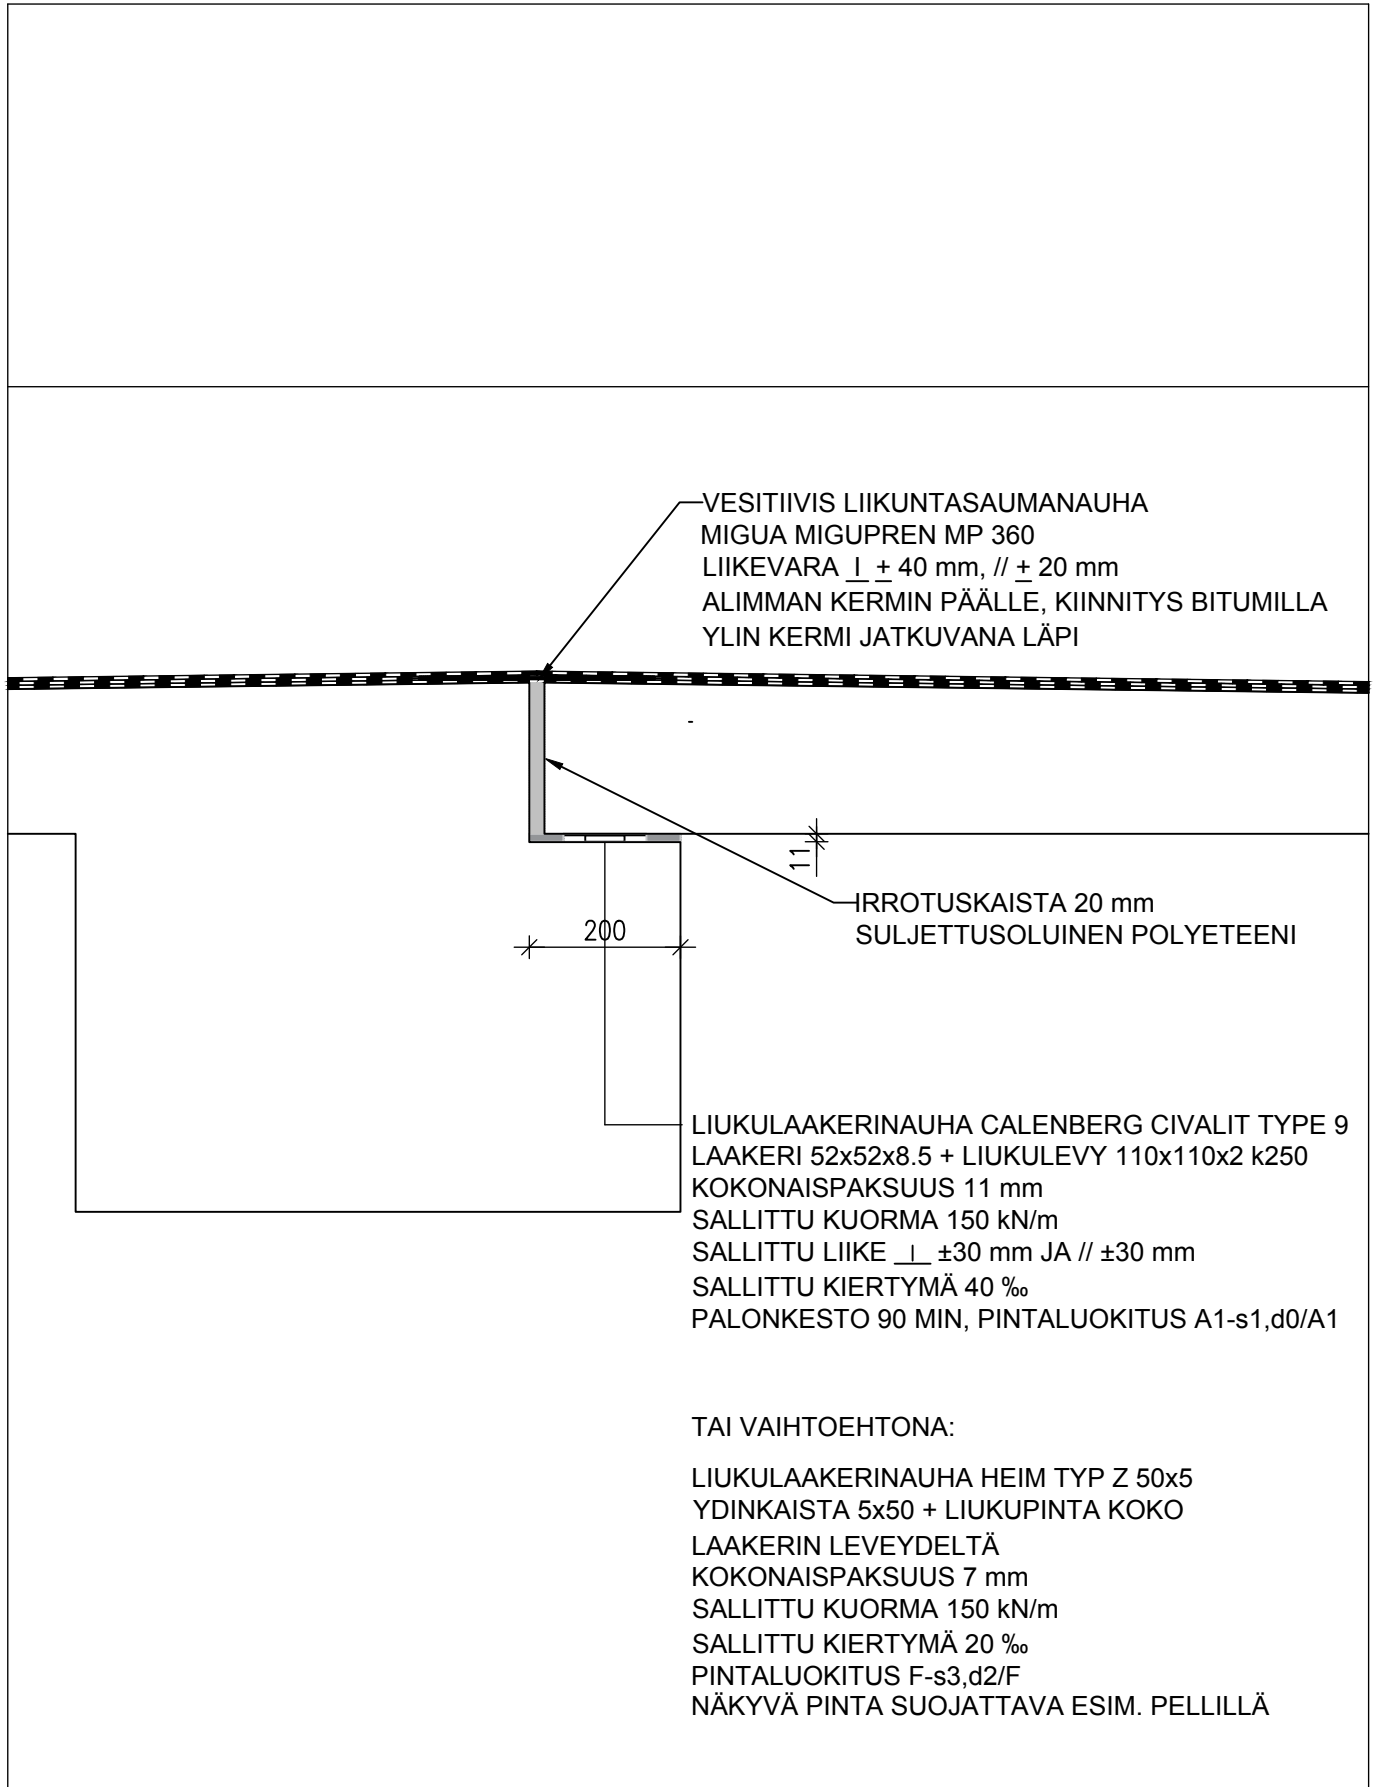 VESITIIVIS LIIKUNTASAUMANAUHA
MIGUA MIGUPREN MP 360
LIIKEVARA ⊥ ± 40 mm, // ± 20 mm
ALIMMAN KERMIN PÄÄLLE, KIINNITYS BITUMILLA
YLIN KERMI JATKUVANA LÄPI
11
IRROTUSKAISTA 20 mm
SULJETTUSOLUINEN POLYETEENI
200
LIUKULAAKERINAUHA CALENBERG CIVALIT TYPE 9
LAAKERI 52x52x8.5 + LIUKULEVY 110x110x2 k250
KOKONAISPAKSUUS 11 mm
SALLITTU KUORMA 150 kN/m
SALLITTU LIIKE ⊥ ±30 mm JA // ±30 mm
SALLITTU KIERTYMÄ 40 ‰
PALONKESTO 90 MIN, PINTALUOKITUS A1-s1,d0/A1
TAI VAIHTOEHTONA:
LIUKULAAKERINAUHA HEIM TYP Z 50x5
YDINKAISTA 5x50 + LIUKUPINTA KOKO
LAAKERIN LEVEYDELTÄ
KOKONAISPAKSUUS 7 mm
SALLITTU KUORMA 150 kN/m
SALLITTU KIERTYMÄ 20 ‰
PINTALUOKITUS F-s3,d2/F
NÄKYVÄ PINTA SUOJATTAVA ESIM. PELLILLÄ